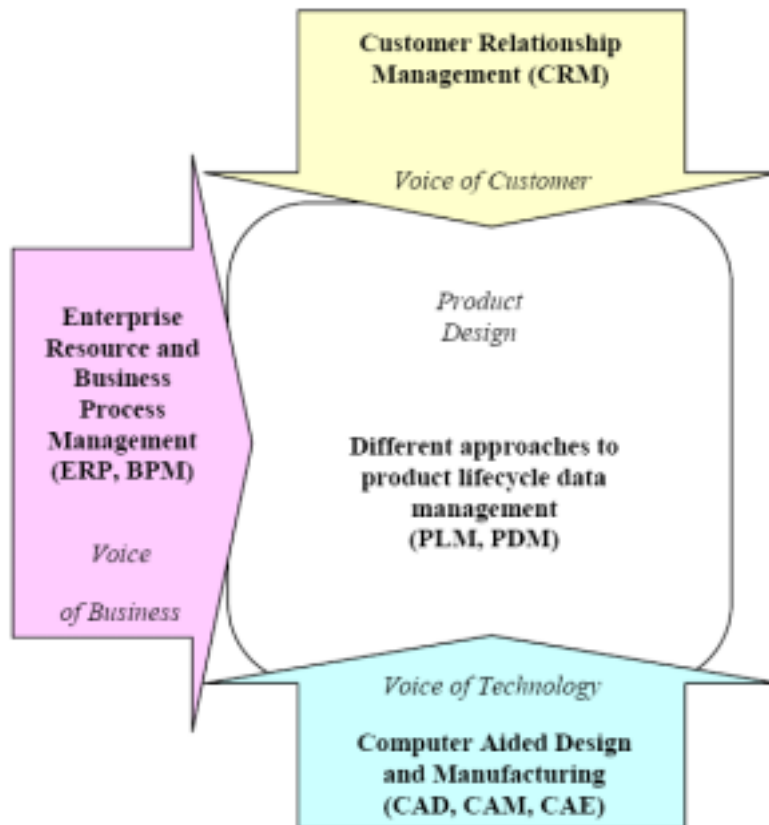 Customer Relationship
Management (CRM)
Voice of Customer
Product
Design
Enterprise
Resource and
Business
Process
Management
(ERP, BPM)
Voice
of Business
Different approaches to
product lifecycle data
management
(PLM, PDM)
Voice of Technology
Computer Aided Design
and Manufacturing
(CAD, CAM, CAE)